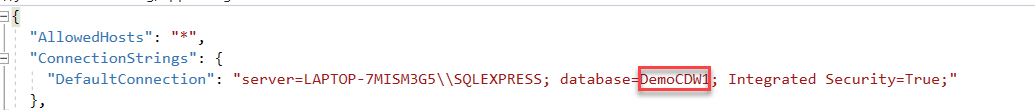 {
"AllowedHosts": "*",
"ConnectionStrings": {
"DefaultConnection": "server=LAPTOP-7MISM3G5\\SQLEXPRESS; database=DemoCDW1; Integrated Security=True;"
},